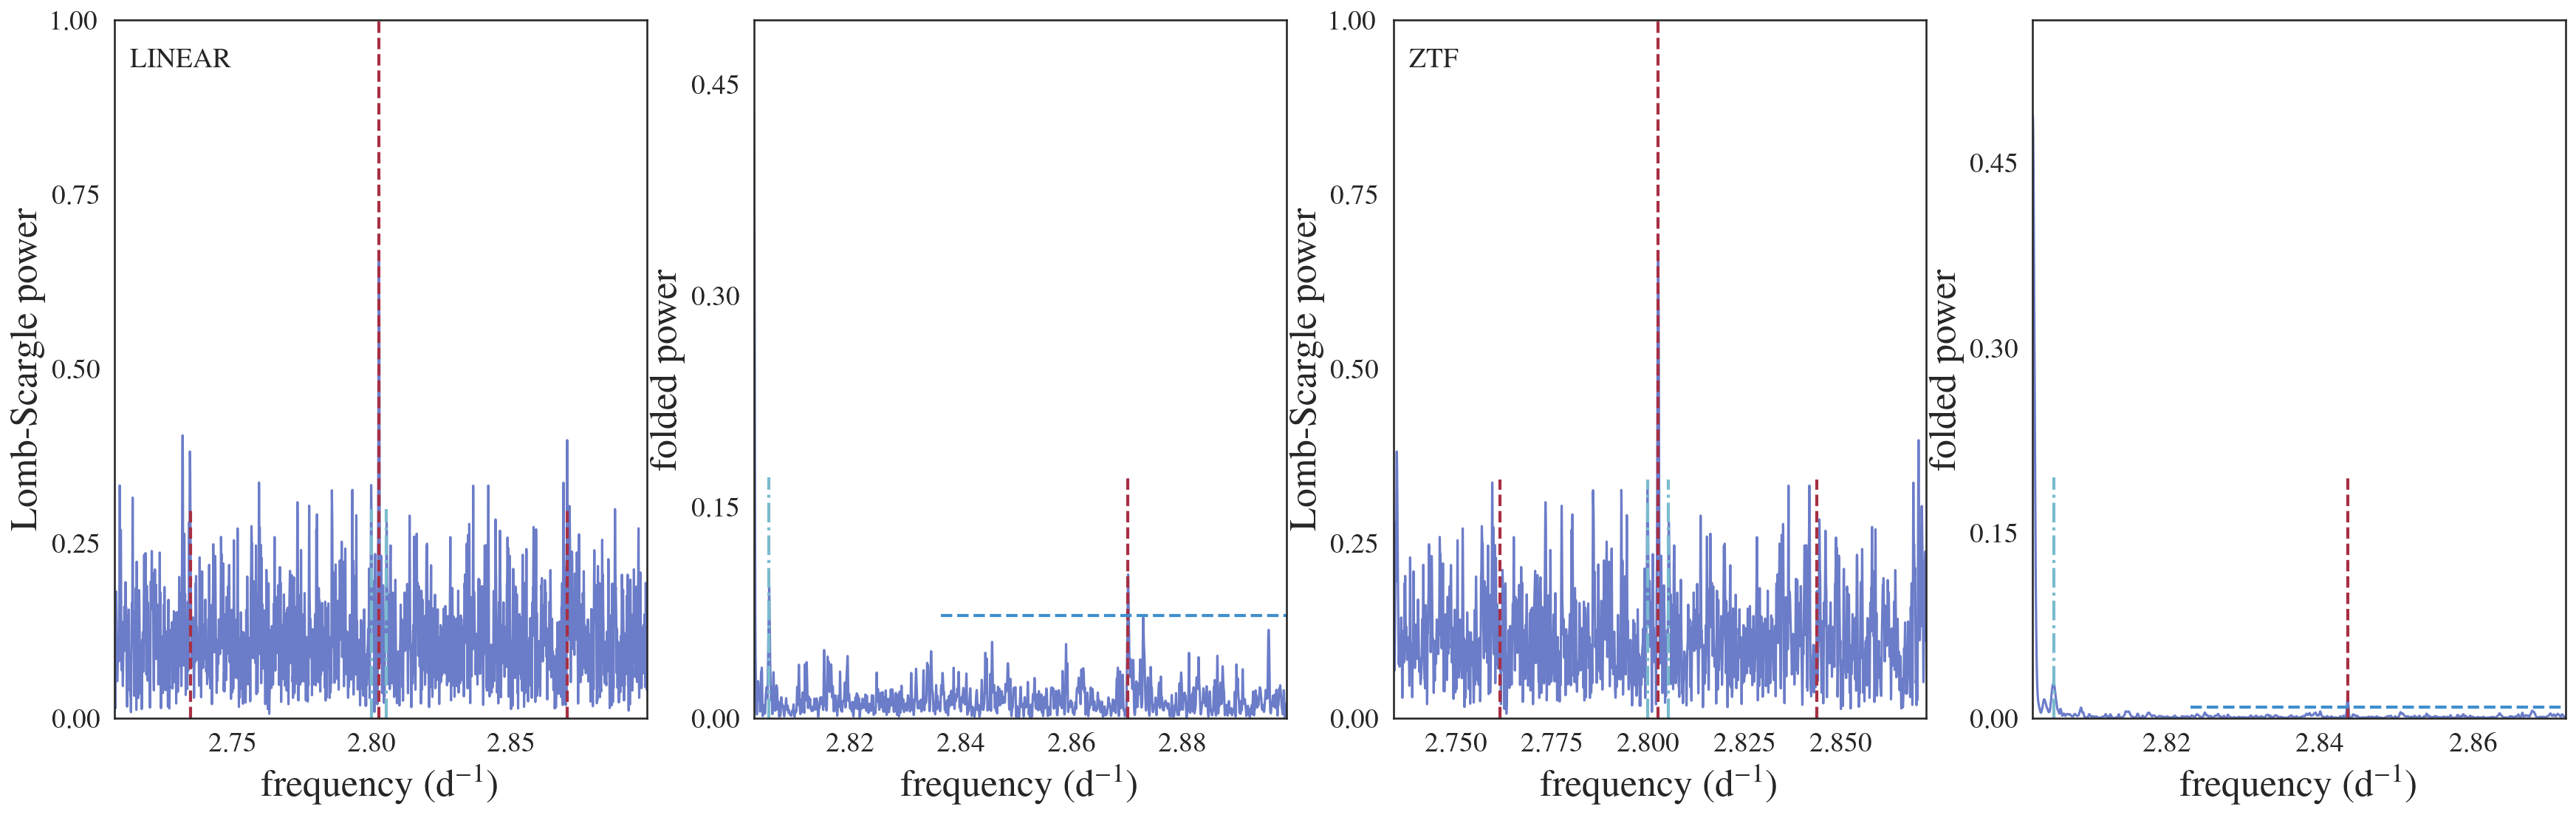 LINEAR
Lomb-Scargle power
1.00
0.75
0.50
0.25
0.00
2.75 2.80 2.85
frequency (d⁻¹)
folded power
0.45
0.30
0.15
0.00
2.82 2.84 2.86 2.88
frequency (d⁻¹)
ZTF
Lomb-Scargle power
1.00
0.75
0.50
0.25
0.00
2.750 2.775 2.800 2.825 2.850
frequency (d⁻¹)
folded power
0.45
0.30
0.15
0.00
2.82 2.84 2.86
frequency (d⁻¹)